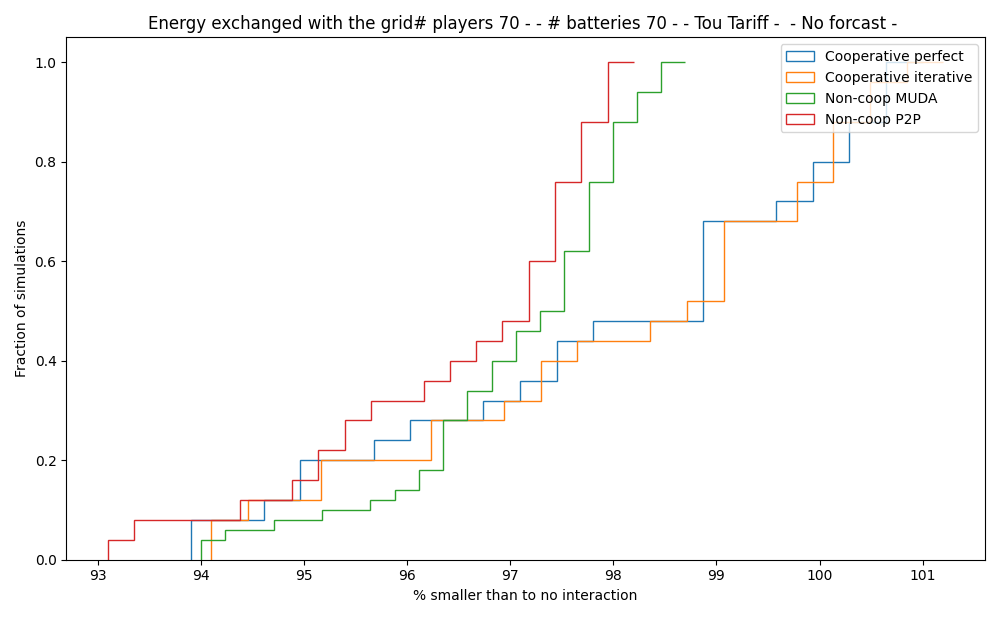 Energy exchanged with the grid# players 70 - - # batteries 70 - - Tou Tariff -  - No forcast -
Cooperative perfect
Cooperative iterative
Non-coop MUDA
Non-coop P2P
Fraction of simulations
1.0
0.8
0.6
0.4
0.2
0.0
93 94 95 96 97 98 99 100 101
% smaller than to no interaction